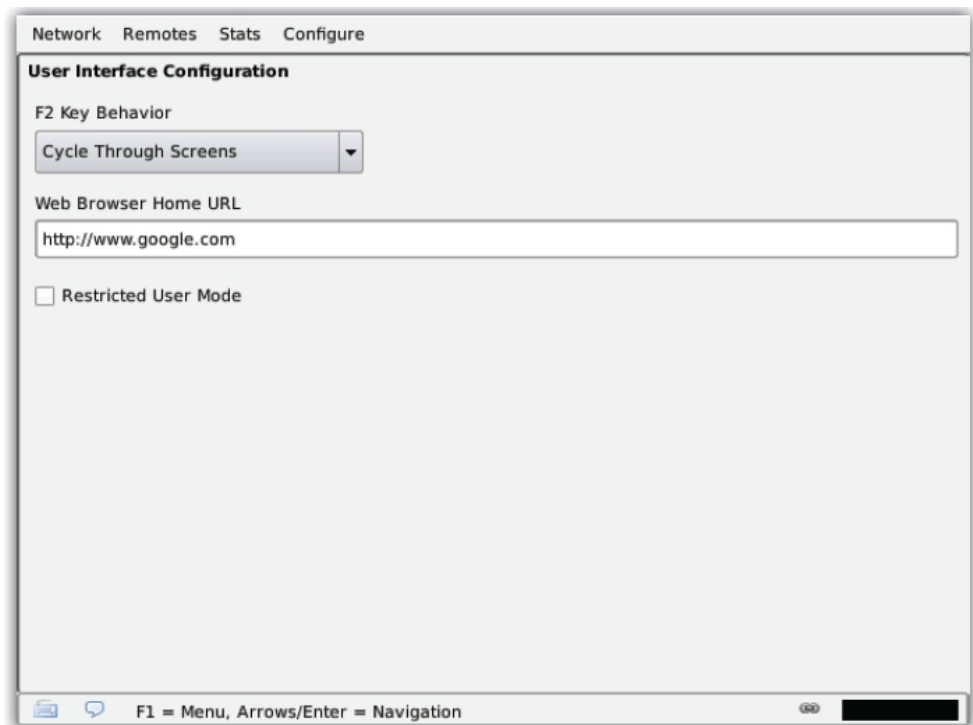 Network Remotes Stats Configure
User Interface Configuration
F2 Key Behavior
Cycle Through Screens
Web Browser Home URL
http://www.google.com
Restricted User Mode
F1 = Menu, Arrows/Enter = Navigation